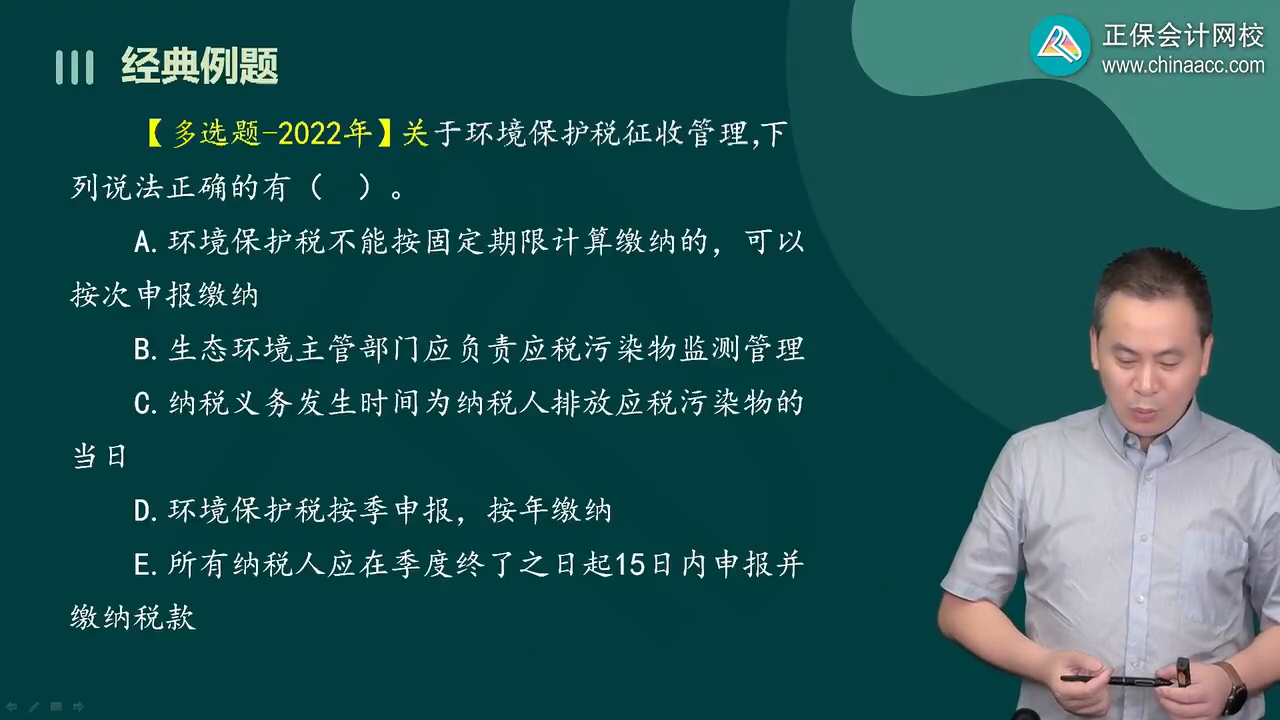 经典例题
正保会计网校
www.chinaacc.com
【多选题-2022年】关于环境保护税征收管理,下
列说法正确的有（ ）。
A.环境保护税不能按固定期限计算缴纳的，可以
按次申报缴纳
B.生态环境主管部门应负责应税污染物监测管理
C.纳税义务发生时间为纳税人排放应税污染物的
当日
D.环境保护税按季申报，按年缴纳
E.所有纳税人应在季度终了之日起15日内申报并
缴纳税款